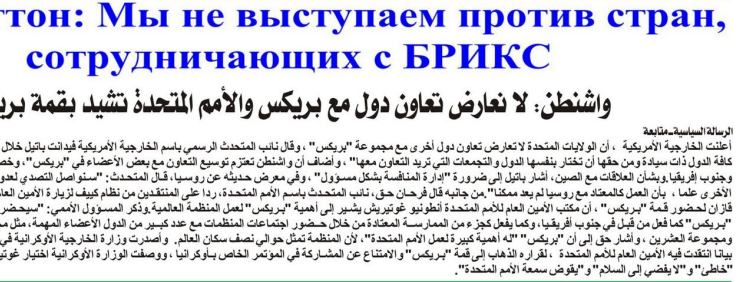 ттон: Мы не выступаем против стран,
сотрудничающих с БРИКС
واشنطن: لا نعارض تعاون دول مع بريكس والأمم المتحدة تشيد بقمة
الرسالة السياسية-متابعة
أعلنت الخارجية الأمريكية ، أن الولايات المتحدة لا تعارض تعاون دول أخرى مع مجموعة "بريكس" ، وقال نائب المتحدث الرسمي باسم الخارجية الأمريكية فيدانت باتيل خلال
كافة الدول ذات سيادة ومن حقها أن تختار بنفسها الدول والتجمعات التي تريد التعاون معها" ، وأضاف أن واشنطن تعتزم توسيع التعاون مع بعض الأعضاء في "بريكس"،
وجنوب إفريقيا.وبشأن العلاقات مع الصين، أشار باتيل إلى ضرورة "إدارة المنافسة بشكل مسؤول" ، وفي معرض حديثه عن روسيا، قال المتحدث: "سنواصل التصدي
الأخرى علما ، بأن العمل كالمعتاد مع روسيا لم يعد ممكنا".من جانبه قال فرحان حق، نائب المتحدث باسم الأمم المتحدة، ردا على المنتقدين من نظام كييف لزيارة الأمين
قازان لحضور قمة "بريكس" ، أن مكتب الأمين العام للأمم المتحدة أنطونيو غوتيريش يشير إلى أهمية "بريكس" لعمل المنظمة العالمية.وذكر المسؤول الأممي: "سيحضر
"بريكس" كما فعل من قبل في جنوب أفريقيا، وكما يفعل كجزء من الممارسة المعتادة من خلال حضور اجتماعات المنظمات مع عدد كبير من الدول الأعضاء المهمة، مثل
ومجموعة العشرين ، وأشار حق إلى أن "بريكس" "له أهمية كبيرة لعمل الأمم المتحدة"، لأن المنظمة تمثل حوالي نصف سكان العالم. وأصدرت وزارة الخارجية الأوكرانية في
بيانا انتقدت فيه الأمين العام للأمم المتحدة ، لقراره الذهاب إلى قمة "بريكس" والامتناع عن المشاركة في المؤتمر الخاص بأوكرانيا ، ووصفت الوزارة الأوكرانية اختيار
"خاطئ" و "لا يفضي إلى السلام" و"يقوض سمعة الأمم المتحدة".